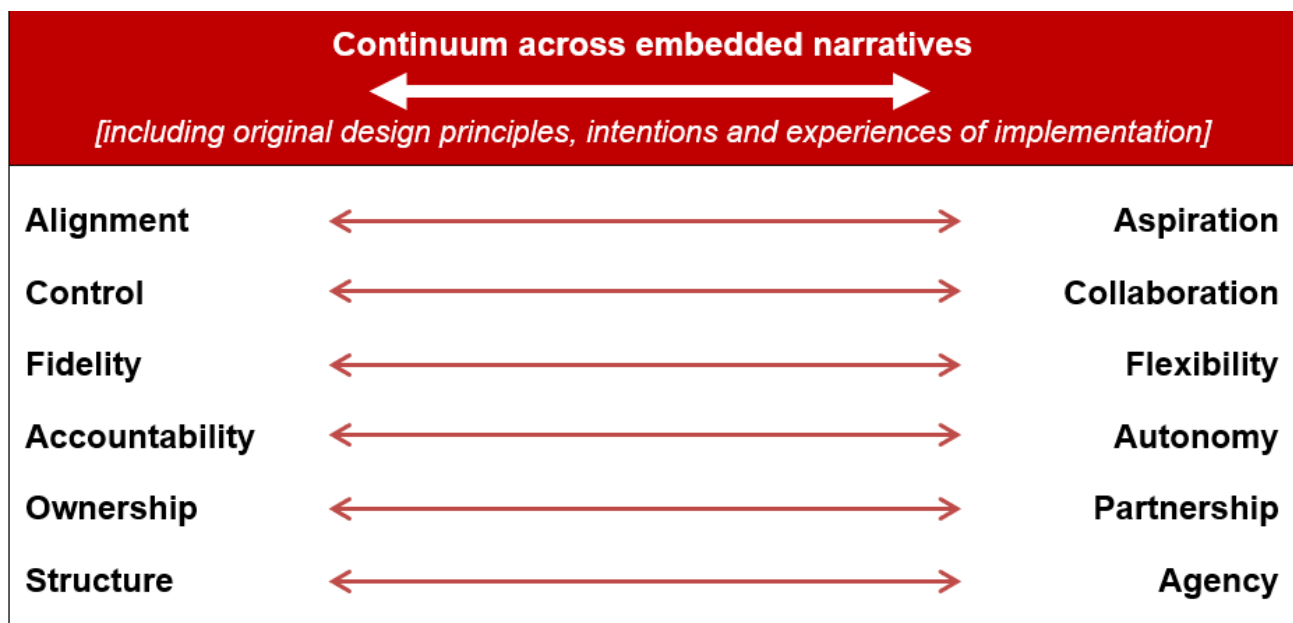 Continuum across embedded narratives
[including original design principles, intentions and experiences of implementation]
Alignment Aspiration
Control Collaboration
Fidelity Flexibility
Accountability Autonomy
Ownership Partnership
Structure Agency